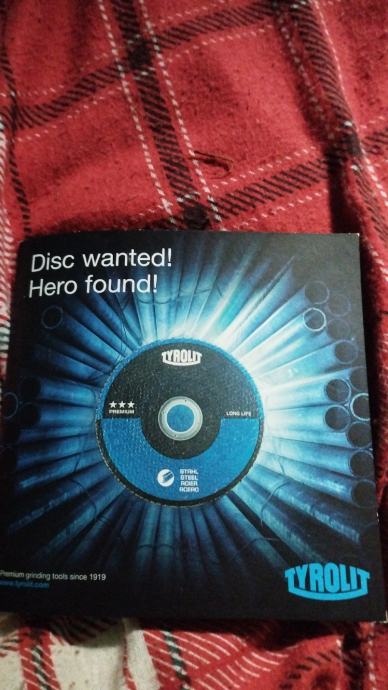 Disc wanted!
Hero found!
TYROLIT
PREMIUM
LONG LIFE
STAHL
STEEL
ACIER
ACERO
Premium grinding tools since 1919
www.tyrolit.com
TYROLIT